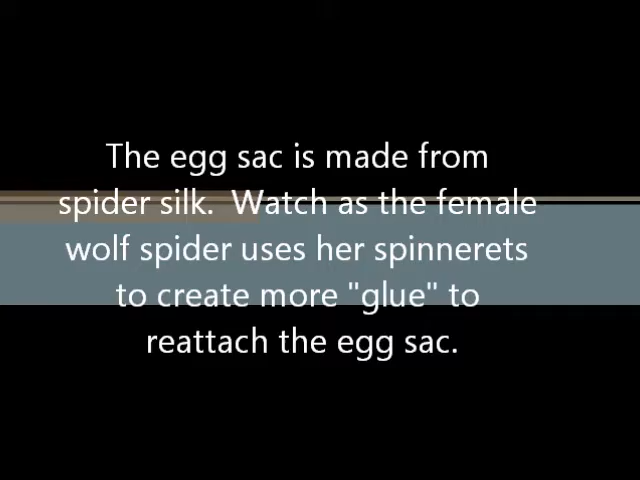 The egg sac is made from
spider silk.  Watch as the female
wolf spider uses her spinnerets
to create more "glue" to
reattach the egg sac.